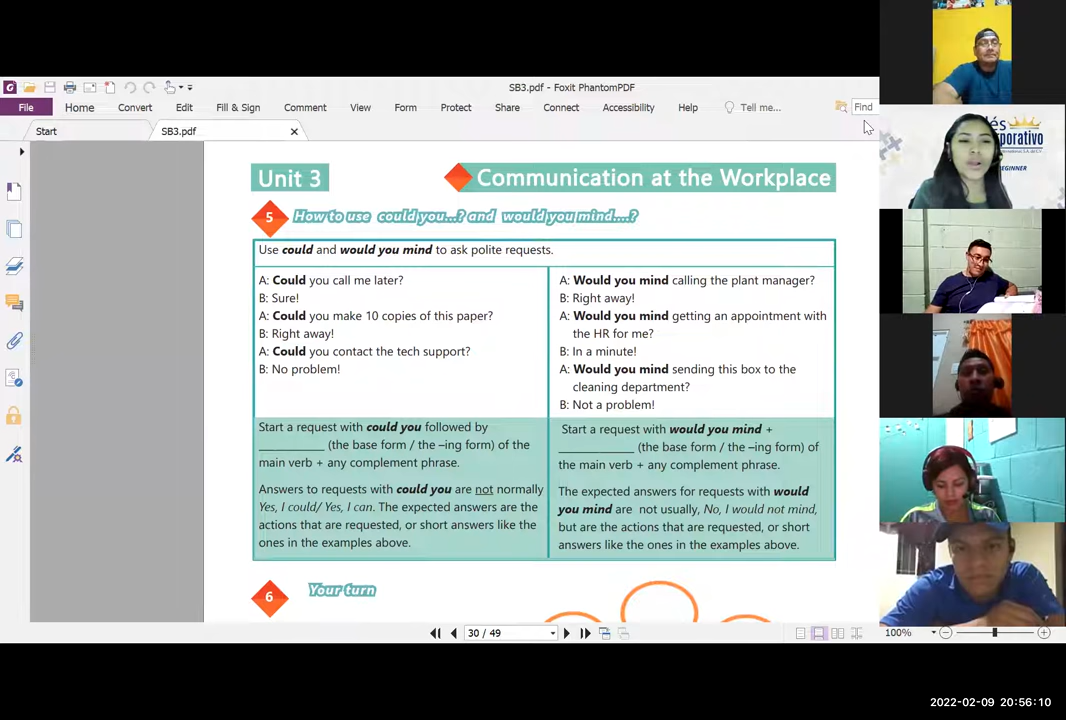 SB3.pdf - Foxit PhantomPDF
File Home Convert Edit Fill & Sign Comment View Form Protect Share Connect Accessibility Help Tell me... Find
Start SB3.pdf
Unit 3 Communication at the Workplace
5 How to use could you...? and would you mind....?
Use could and would you mind to ask polite requests.
A: Could you call me later?
B: Sure!
A: Could you make 10 copies of this paper?
B: Right away!
A: Could you contact the tech support?
B: No problem!
A: Would you mind calling the plant manager?
B: Right away!
A: Would you mind getting an appointment with
the HR for me?
B: In a minute!
A: Would you mind sending this box to the
cleaning department?
B: Not a problem!
Start a request with could you followed by
____________ (the base form / the –ing form) of the
main verb + any complement phrase.
Answers to requests with could you are not normally
Yes, I could/ Yes, I can. The expected answers are the
actions that are requested, or short answers like the
ones in the examples above.
Start a request with would you mind +
______________ (the base form / the –ing form) of
the main verb + any complement phrase.
The expected answers for requests with would
you mind are not usually, No, I would not mind,
but are the actions that are requested, or short
answers like the ones in the examples above.
6 Your turn
30 / 49
100%
2022-02-09 20:56:10